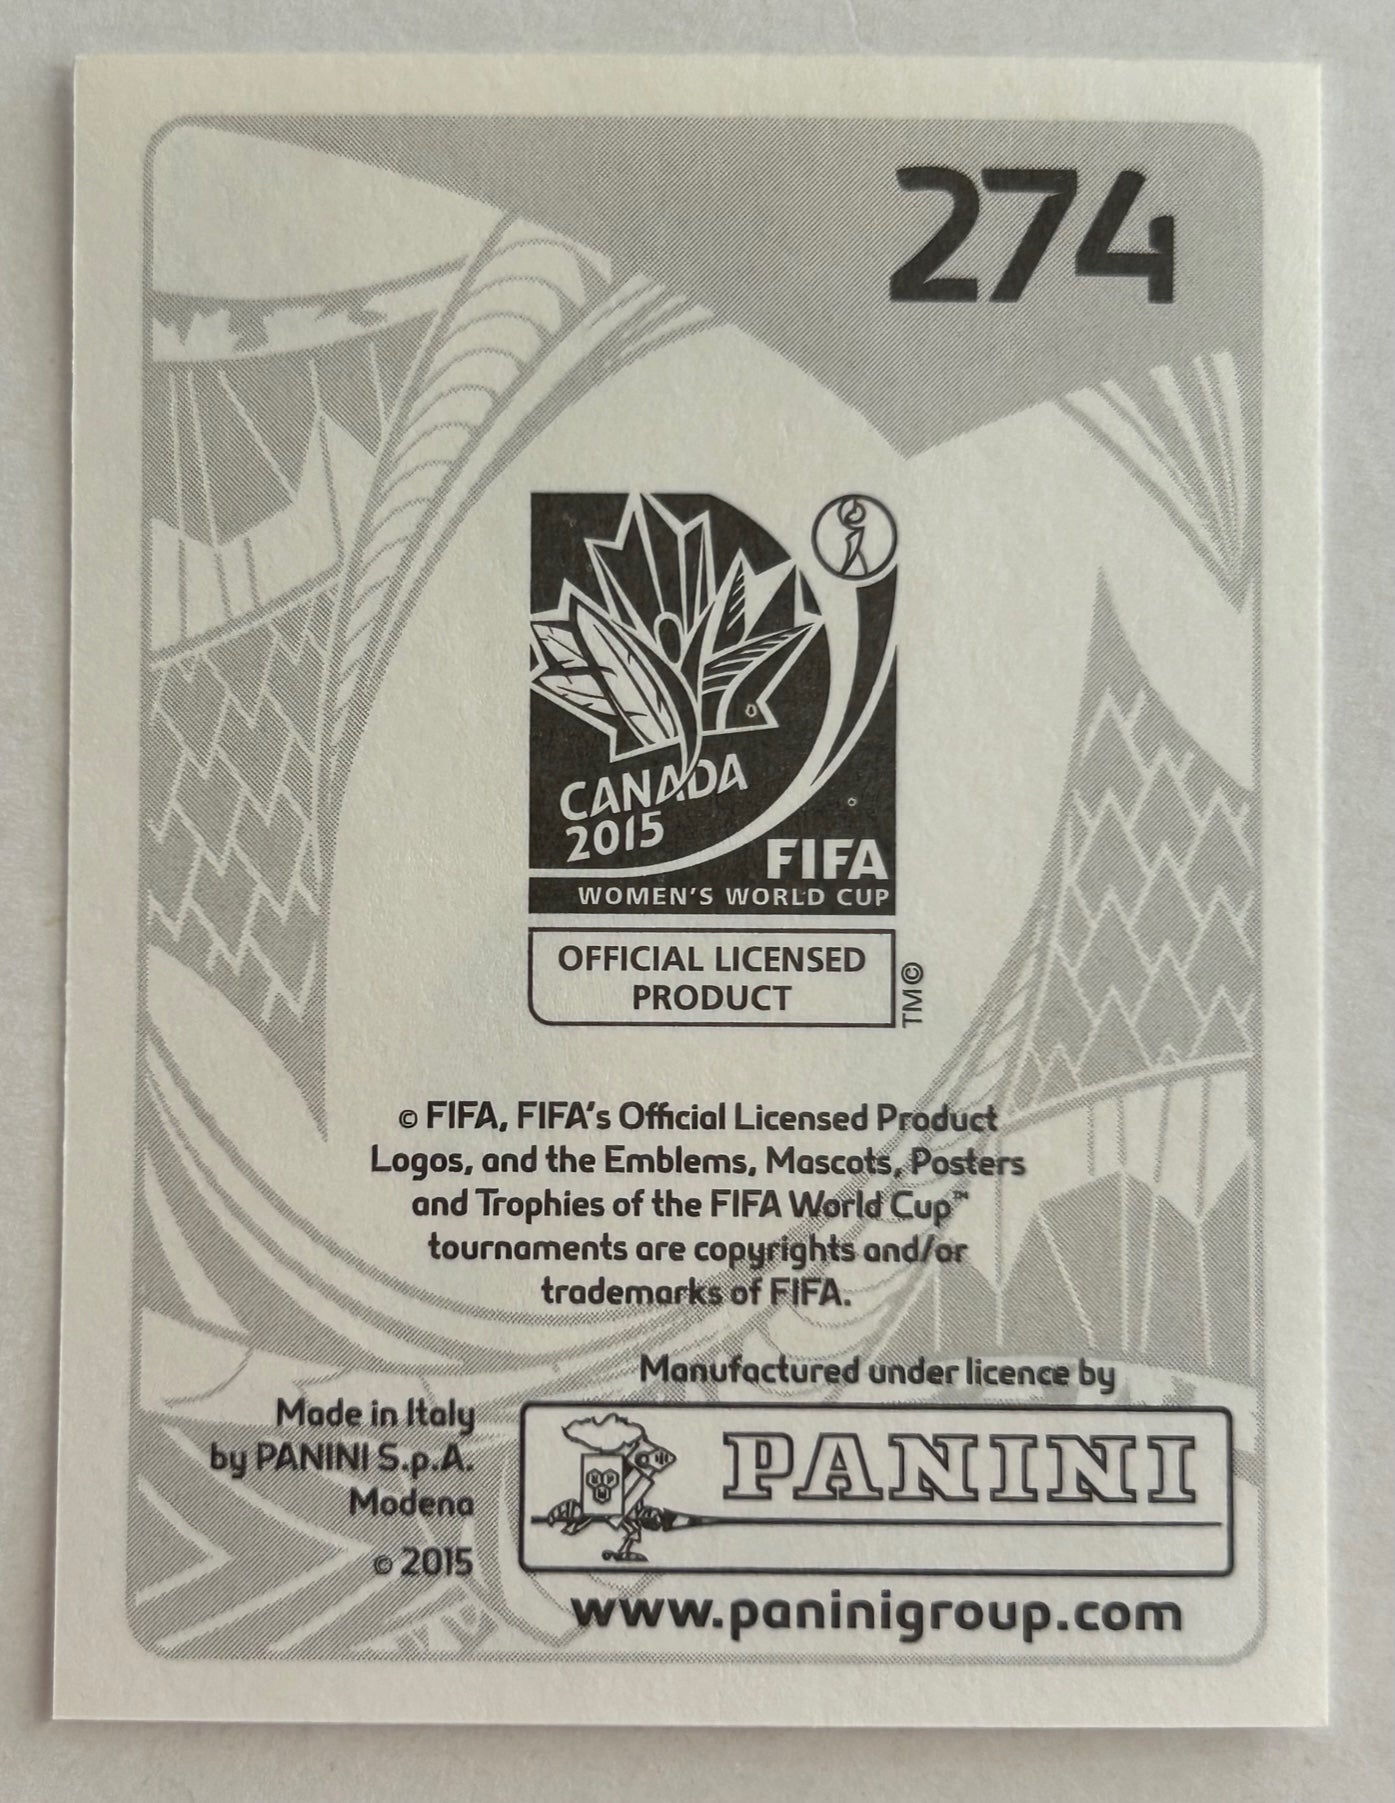 274
CANADA
2015
FIFA
WOMEN'S WORLD CUP
OFFICIAL LICENSED
PRODUCT
TM©
© FIFA, FIFA's Official Licensed Product
Logos, and the Emblems, Mascots, Posters
and Trophies of the FIFA World Cup™
tournaments are copyrights and/or
trademarks of FIFA.
Manufactured under licence by
Made in Italy
by PANINI S.p.A.
Modena
© 2015
PANINI
www.paninigroup.com